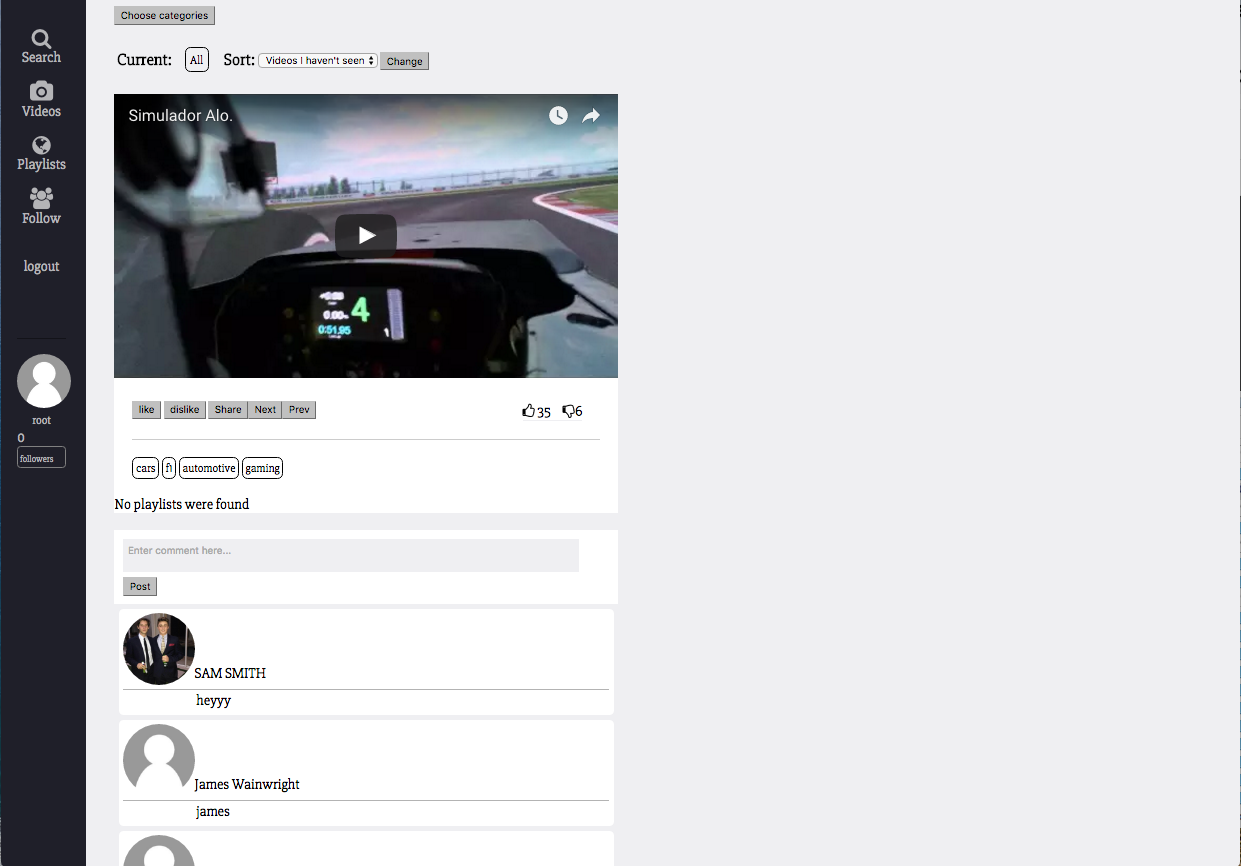 Choose categories
Search
Current: All Sort: Videos I haven't seen Change
Videos
Simulador Alo.
Playlists
Follow
logout
4
0:51,95
1
like dislike Share Next Prev 35 6
root
0
followers
cars f1 automotive gaming
No playlists were found
Enter comment here...
Post
SAM SMITH
heyyy
James Wainwright
james